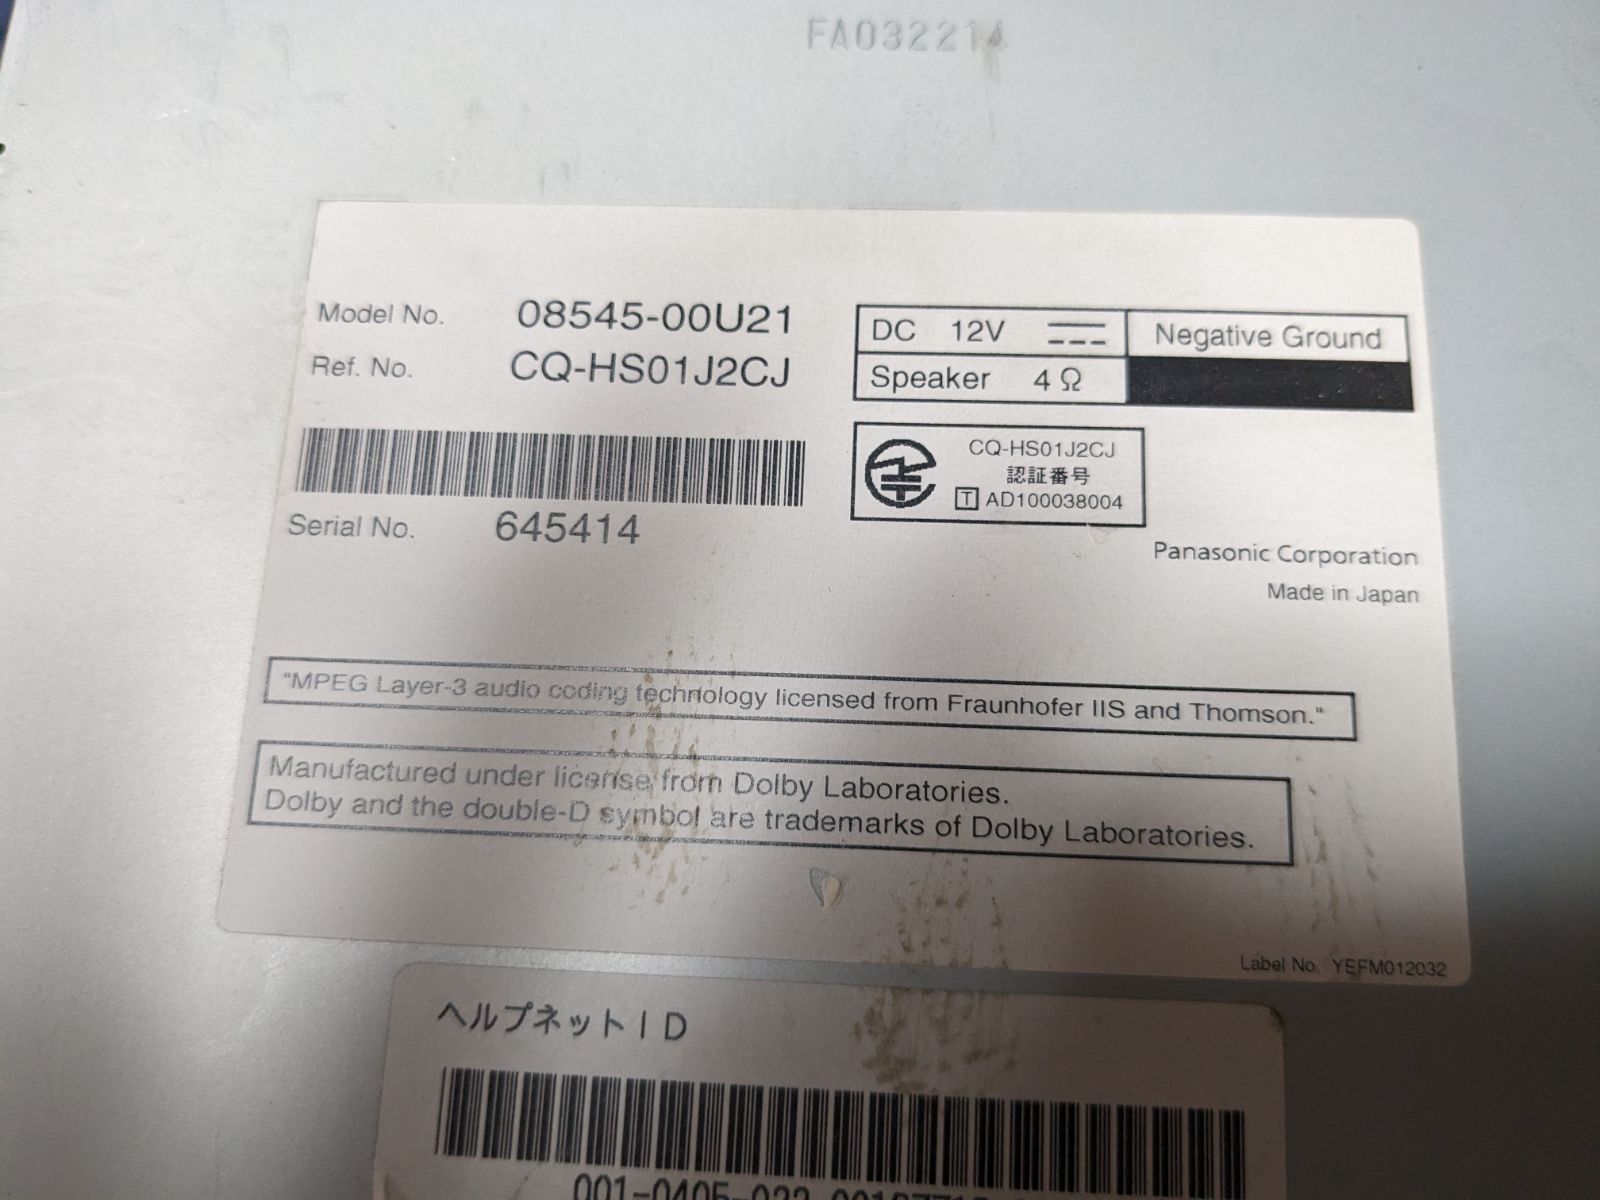 FA032214
Model No. 08545-00U21
Ref. No. CQ-HS01J2CJ
Serial No. 645414
DC 12V Negative Ground
Speaker 4 Ω
CQ-HS01J2CJ
認証番号
T AD100038004
Panasonic Corporation
Made in Japan
"MPEG Layer-3 audio coding technology licensed from Fraunhofer IIS and Thomson."
Manufactured under license from Dolby Laboratories.
Dolby and the double-D symbol are trademarks of Dolby Laboratories.
Label No. YEFM012032
ヘルプネットID